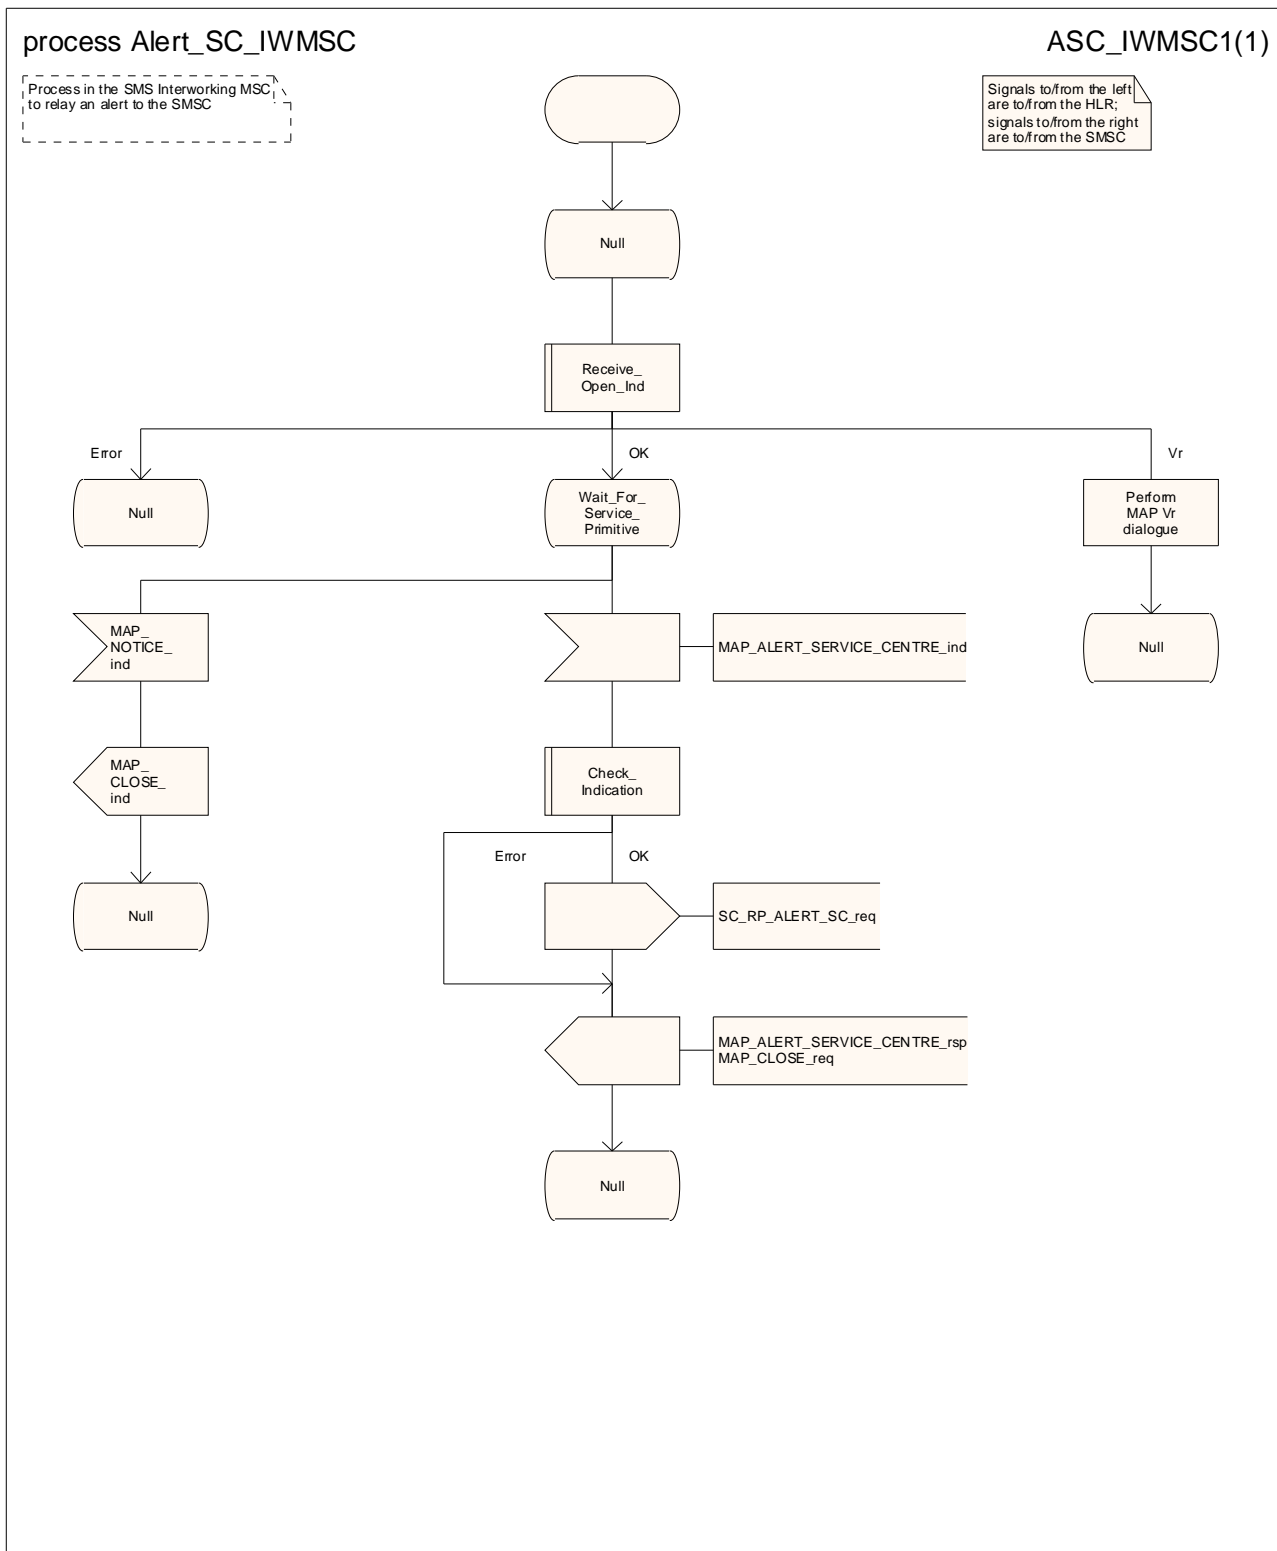 process Alert_SC_IWMSC
ASC_IWMSC1(1)
Process in the SMS Interworking MSC
to relay an alert to the SMSC
Signals to/from the left
are to/from the HLR;
signals to/from the right
are to/from the SMSC
Null
Receive_
Open_Ind
Error
OK
Vr
Null
Wait_For_
Service_
Primitive
Perform
MAP Vr
dialogue
MAP_
NOTICE_
ind
MAP_ALERT_SERVICE_CENTRE_ind
Null
MAP_
CLOSE_
ind
Check_
Indication
Error
OK
Null
SC_RP_ALERT_SC_req
MAP_ALERT_SERVICE_CENTRE_rsp
MAP_CLOSE_req
Null